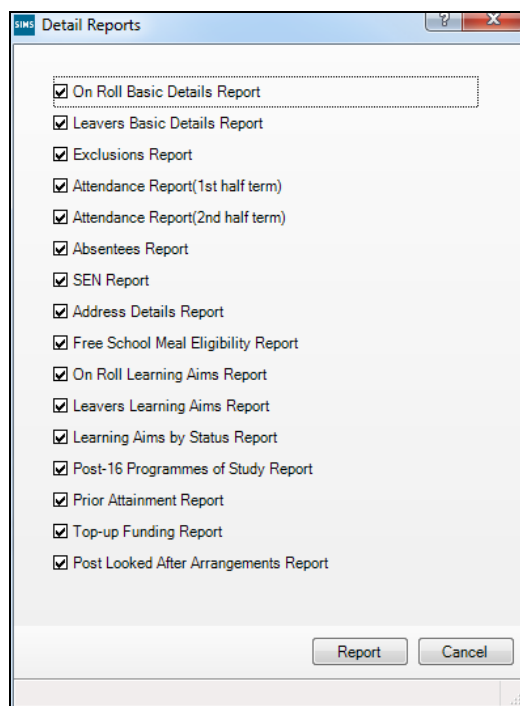 SIMS Detail Reports
On Roll Basic Details Report
Leavers Basic Details Report
Exclusions Report
Attendance Report(1st half term)
Attendance Report(2nd half term)
Absentees Report
SEN Report
Address Details Report
Free School Meal Eligibility Report
On Roll Learning Aims Report
Leavers Learning Aims Report
Learning Aims by Status Report
Post-16 Programmes of Study Report
Prior Attainment Report
Top-up Funding Report
Post Looked After Arrangements Report
Report Cancel